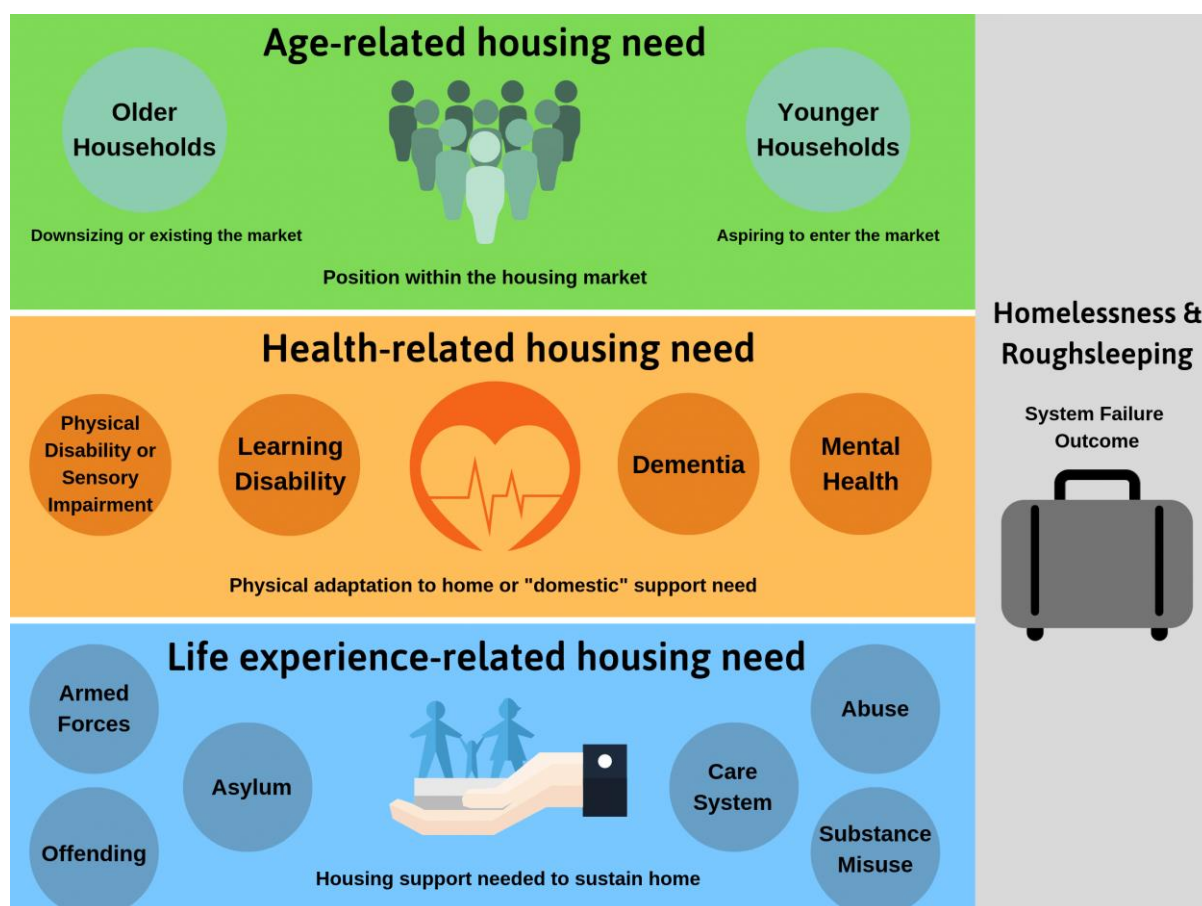 Age-related housing need
Older
Households
Younger
Households
Downsizing or existing the market
Aspiring to enter the market
Position within the housing market
Health-related housing need
Physical
Disability or
Sensory
Impairment
Learning
Disability
Dementia
Mental
Health
Physical adaptation to home or "domestic" support need
Life experience-related housing need
Armed
Forces
Asylum
Offending
Care
System
Abuse
Substance
Misuse
Housing support needed to sustain home
Homelessness &
Roughsleeping
System Failure
Outcome